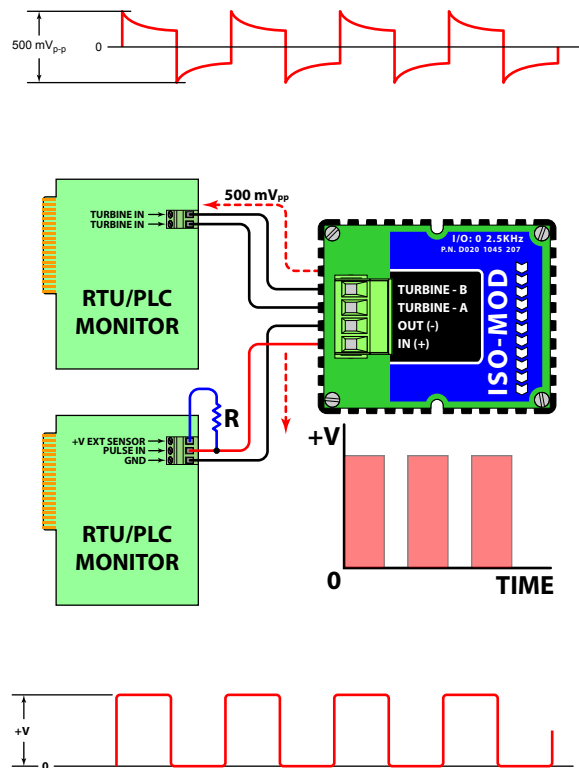 500 mVp-p
0
500 mVpp
TURBINE IN
TURBINE IN
RTU/PLC
MONITOR
I/O: 0 2.5KHz
P.N. D020 1045 207
TURBINE - B
TURBINE - A
OUT (-)
IN (+)
ISO-MOD
R
+V EXT SENSOR
PULSE IN
GND
RTU/PLC
MONITOR
+V
0
TIME
+V
0